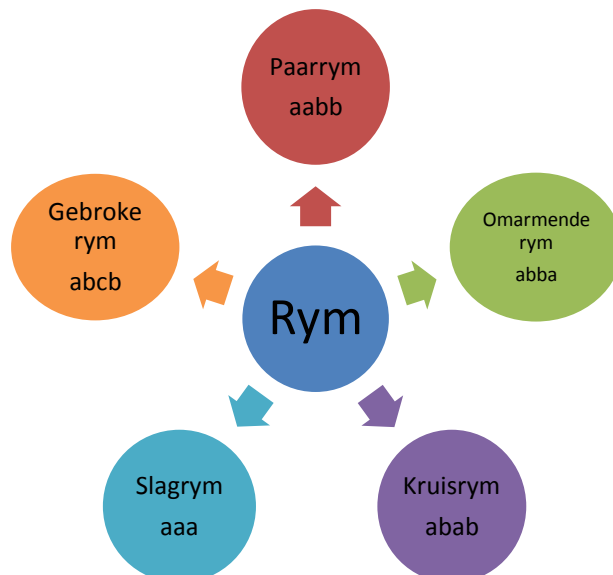 Paarrym
aabb
Gebroke
rym
abcb
Omarmende
rym
abba
Rym
Slagrym
aaa
Kruisrym
abab